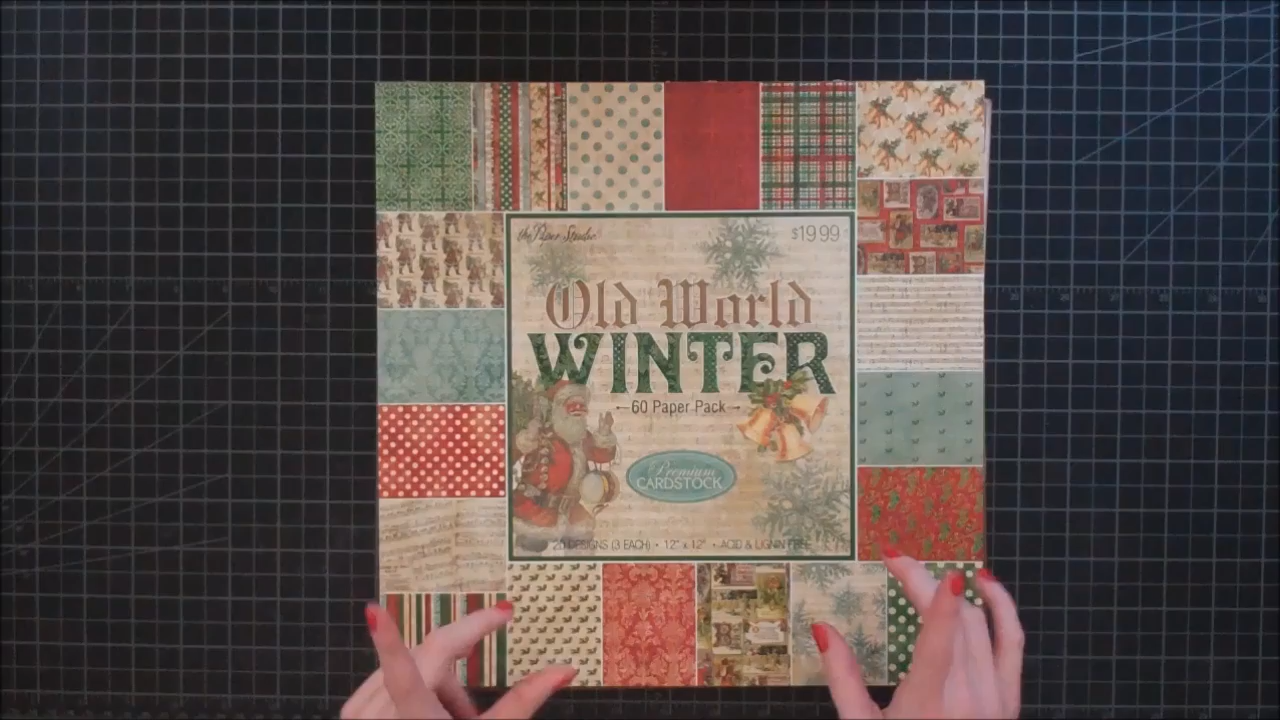 the Paper Studio
$19.99
Old World
WINTER
60 Paper Pack
Premium
CARDSTOCK
20 DESIGNS (3 EACH) • 12" x 12" • ACID & LIGNIN FREE